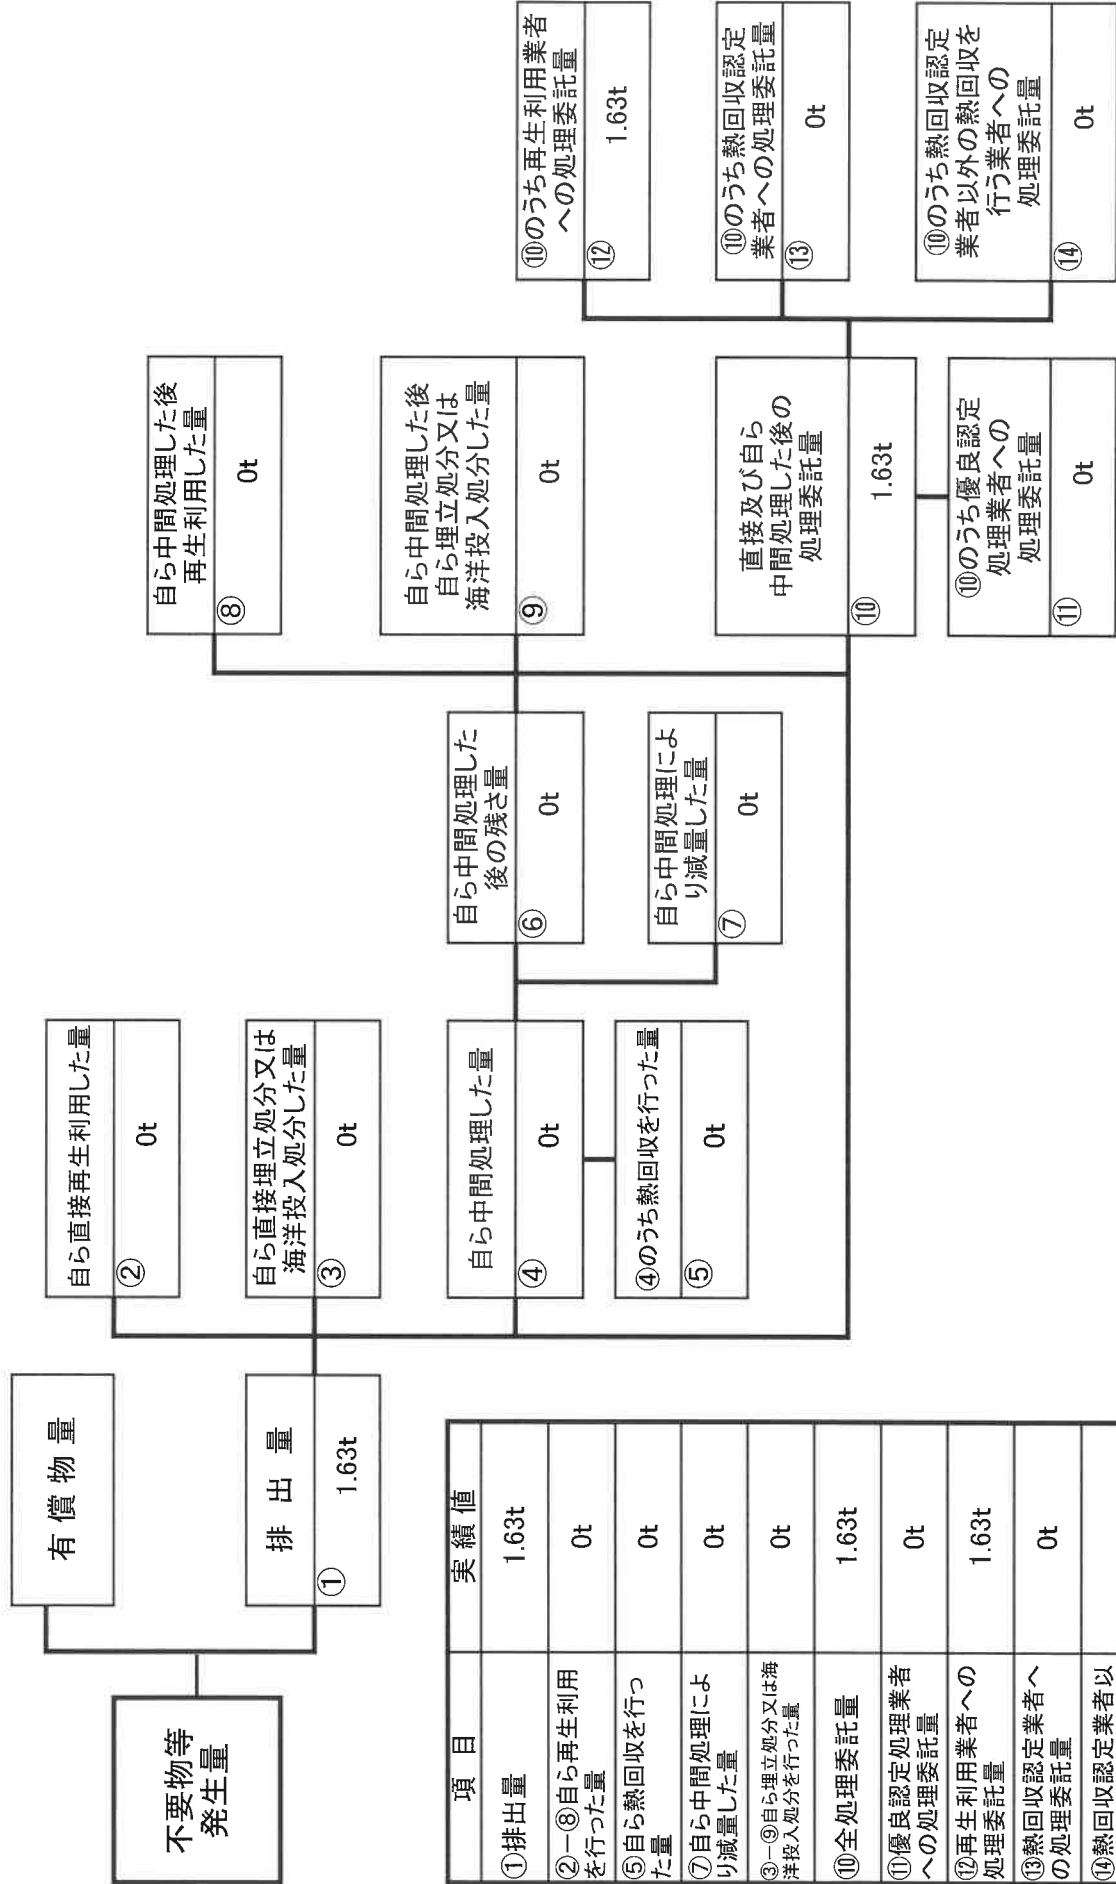 不要物等
発生量
有 償 物 量
排 出 量
①
1.63t
自ら直接再生利用した量
②
0t
自ら直接埋立処分又は
海洋投入処分した量
③
0t
自ら中間処理した量
④
0t
④のうち熱回収を行った量
⑤
0t
自ら中間処理した
後の残さ量
⑥
0t
自ら中間処理によ
り減量した量
⑦
0t
自ら中間処理した後
再生利用した量
⑧
0t
自ら中間処理した後
自ら埋立処分又は
海洋投入処分した量
⑨
0t
直接及び自ら
中間処理した後の
処理委託量
⑩
1.63t
⑩のうち優良認定
処理業者への
処理委託量
⑪
0t
⑩のうち再生利用業者
への処理委託量
⑫
1.63t
⑩のうち熱回収認定
業者への処理委託量
⑬
0t
⑩のうち熱回収認定
業者以外の熱回収を
行う業者への
処理委託量
⑭
0t
項 目 実 績 値
①排出量 1.63t
②－⑧自ら再生利用
を行った量
0t
⑤自ら熱回収を行っ
た量
0t
⑦自ら中間処理によ
り減量した量
0t
③－⑨自ら埋立処分又は海
洋投入処分を行った量
0t
⑩全処理委託量 1.63t
⑪優良認定処理業者
への処理委託量
0t
⑫再生利用業者への
処理委託量
1.63t
⑬熱回収認定業者へ
の処理委託量
0t
⑭熱回収認定業者以